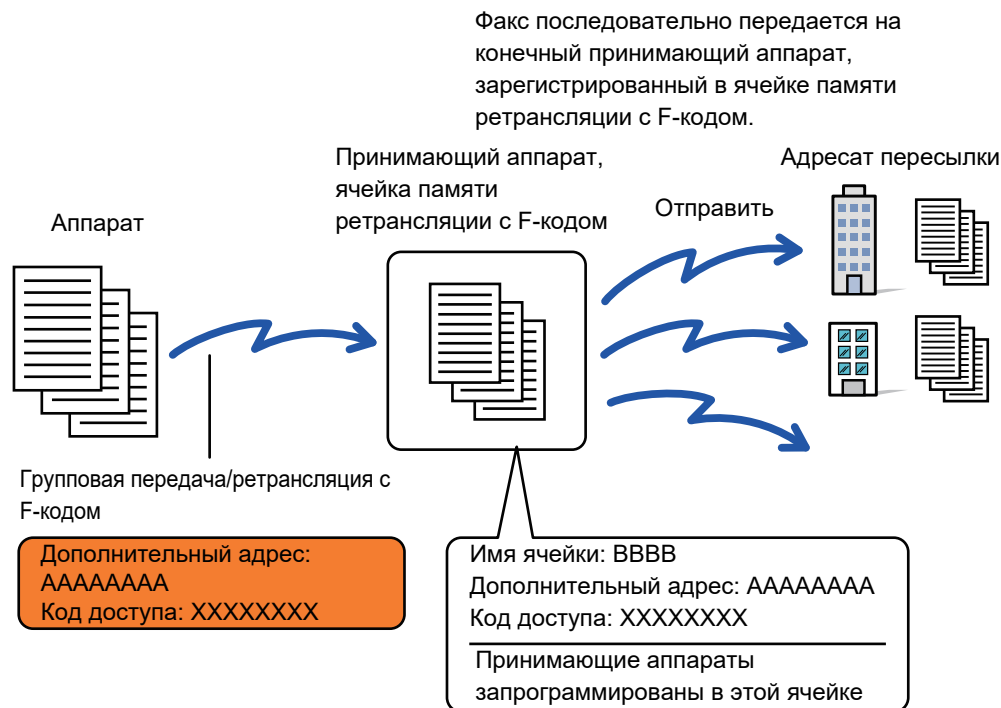 Факс последовательно передается на
конечный принимающий аппарат,
зарегистрированный в ячейке памяти
ретрансляции с F-кодом.
Принимающий аппарат,
ячейка памяти
ретрансляции с F-кодом
Адресат пересылки
Отправить
Аппарат
Групповая передача/ретрансляция с
F-кодом
Дополнительный адрес:
AAAAAAAA
Код доступа: XXXXXXXX
Имя ячейки: BBBB
Дополнительный адрес: AAAAAAAA
Код доступа: XXXXXXXX
Принимающие аппараты
запрограммированы в этой ячейке